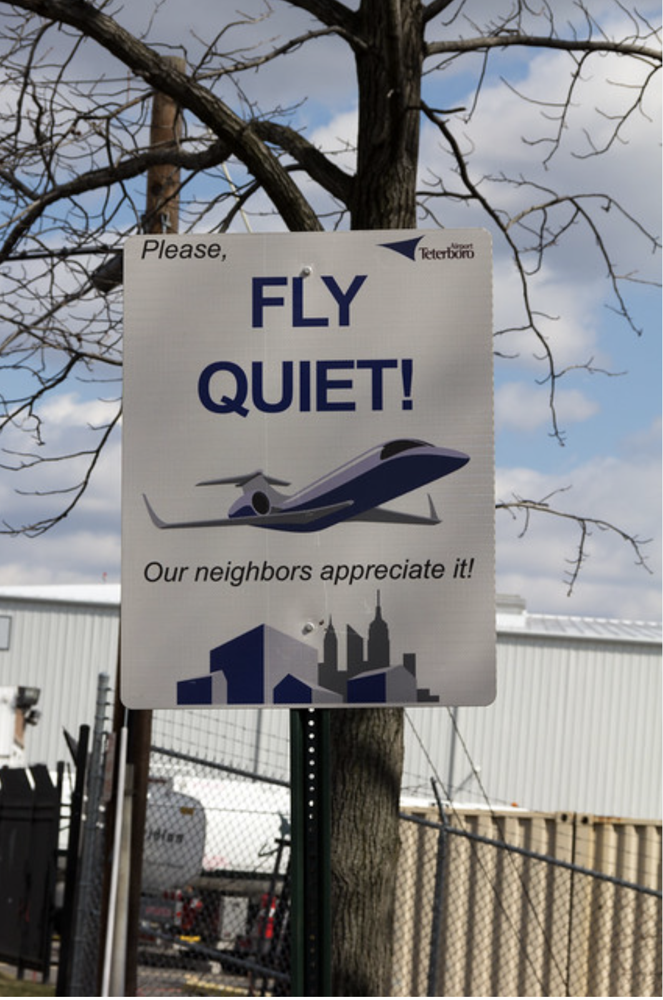 Please,
Airport
Teterboro
FLY
QUIET!
Our neighbors appreciate it!